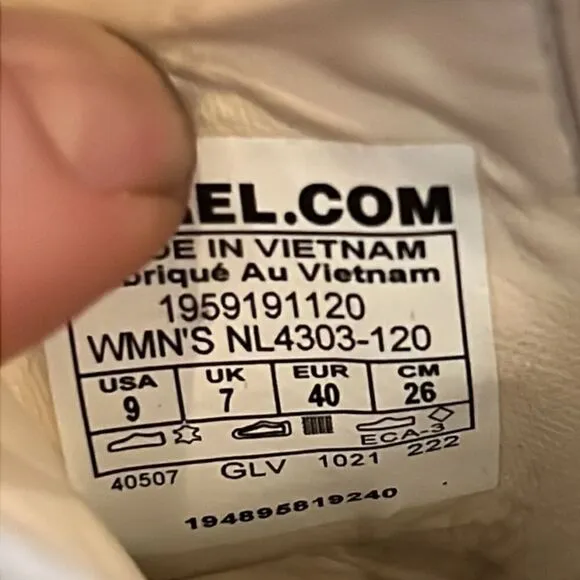 EL.COM
DE IN VIETNAM
briqué Au Vietnam
1959191120
WMN'S NL4303-120
USA UK EUR CM
9 7 40 26
ECA-3
40507 GLV 1021 222
194895819240